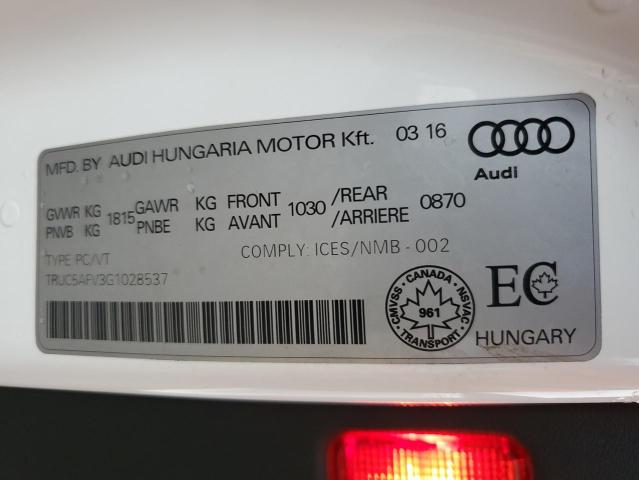 MFD. BY AUDI HUNGARIA MOTOR Kft. 03 16
Audi
GVWR KG 1815 GAWR KG FRONT 1030 /REAR 0870
PNVB KG PNBE KG AVANT /ARRIERE
COMPLY: ICES/NMB - 002
TYPE PC/VT
TRUC5AFV3G1028537
CANADA
CMVSS 961 NSVAC
TRANSPORT
EC
HUNGARY